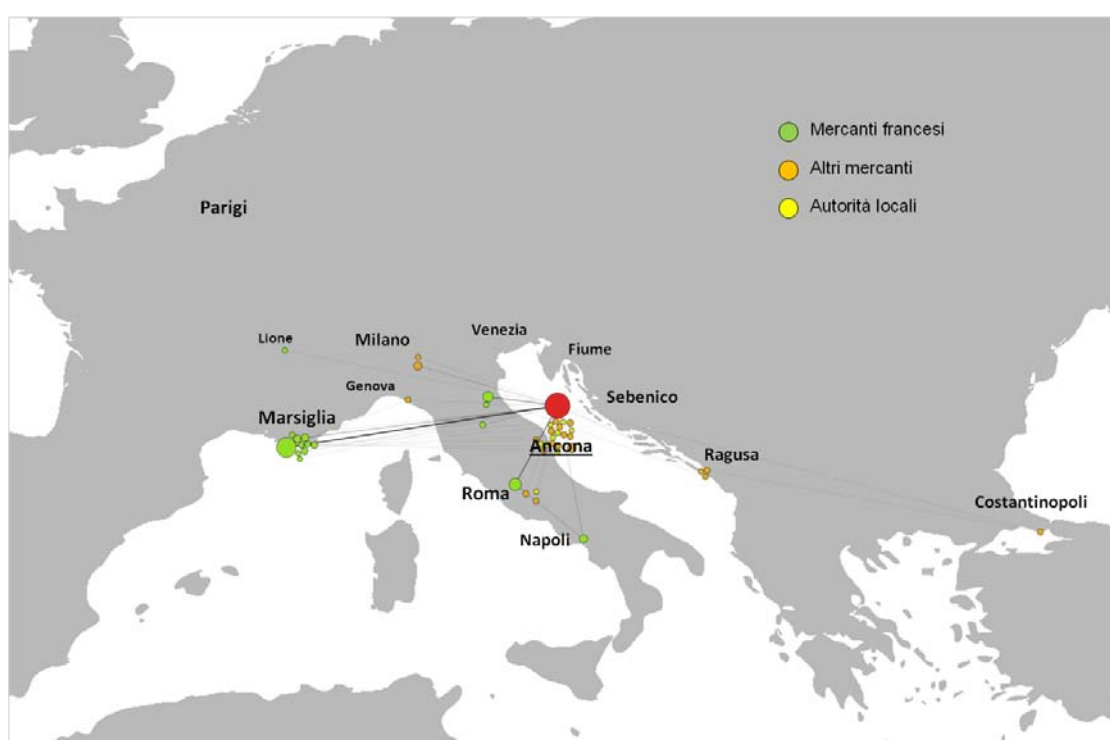 Mercanti francesi
Altri mercanti
Autorità locali
Parigi
Lione
Milano
Venezia
Fiume
Genova
Sebenico
Marsiglia
Ancona
Ragusa
Roma
Costantinopoli
Napoli